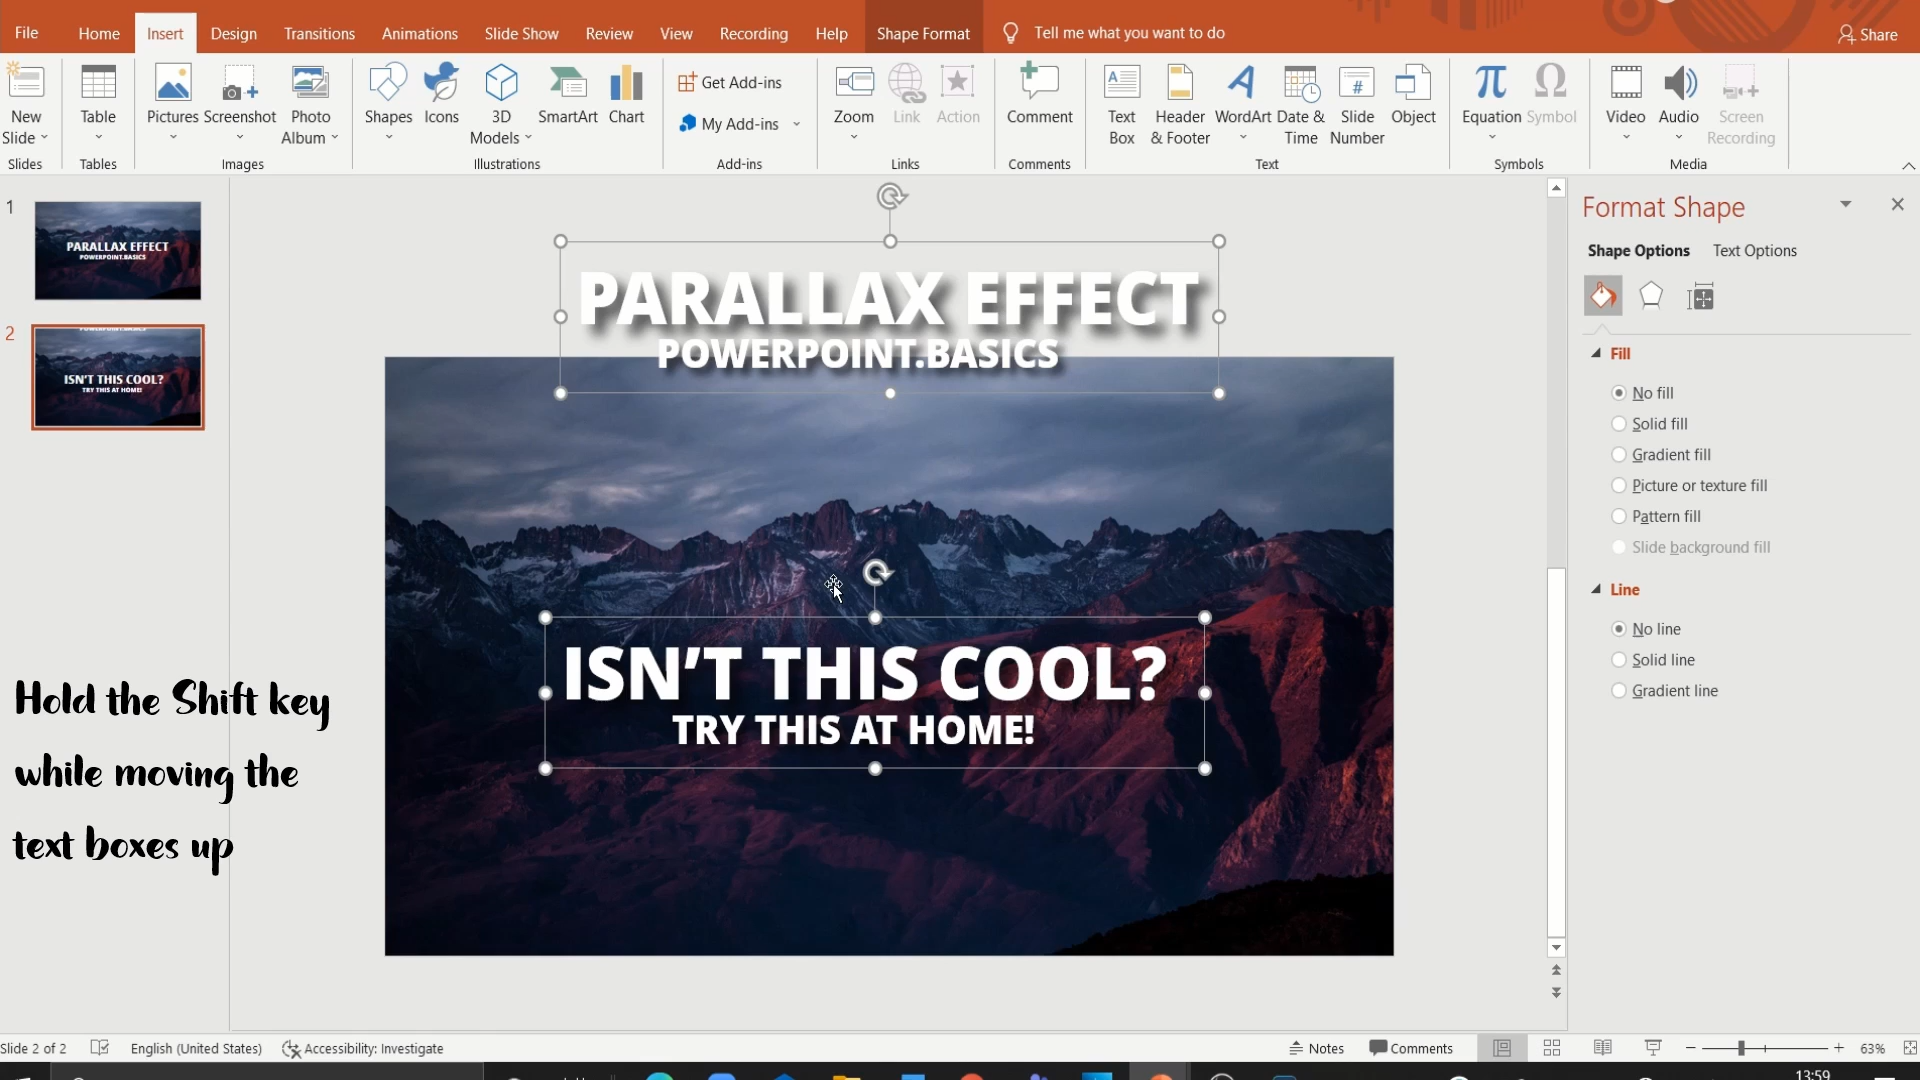 File Home Insert Design Transitions Animations Slide Show Review View Recording Help Shape Format Tell me what you want to do Share
New Slide Table Pictures Screenshot Photo Album Shapes Icons 3D Models SmartArt Chart Get Add-ins My Add-ins Zoom Link Action Comment Text Box Header & Footer WordArt Date & Time Slide Number Object Equation Symbol Video Audio Screen Recording
Slides Tables Images Illustrations Add-ins Links Comments Text Symbols Media
1
PARALLAX EFFECT
POWERPOINT.BASICS
2
POWERPOINT.BASICS
ISN'T THIS COOL?
TRY THIS AT HOME!
Hold the Shift key
while moving the
text boxes up
PARALLAX EFFECT
POWERPOINT.BASICS
ISN'T THIS COOL?
TRY THIS AT HOME!
Format Shape
Shape Options Text Options
Fill
No fill
Solid fill
Gradient fill
Picture or texture fill
Pattern fill
Slide background fill
Line
No line
Solid line
Gradient line
Slide 2 of 2 English (United States) Accessibility: Investigate Notes Comments 63%
13:59